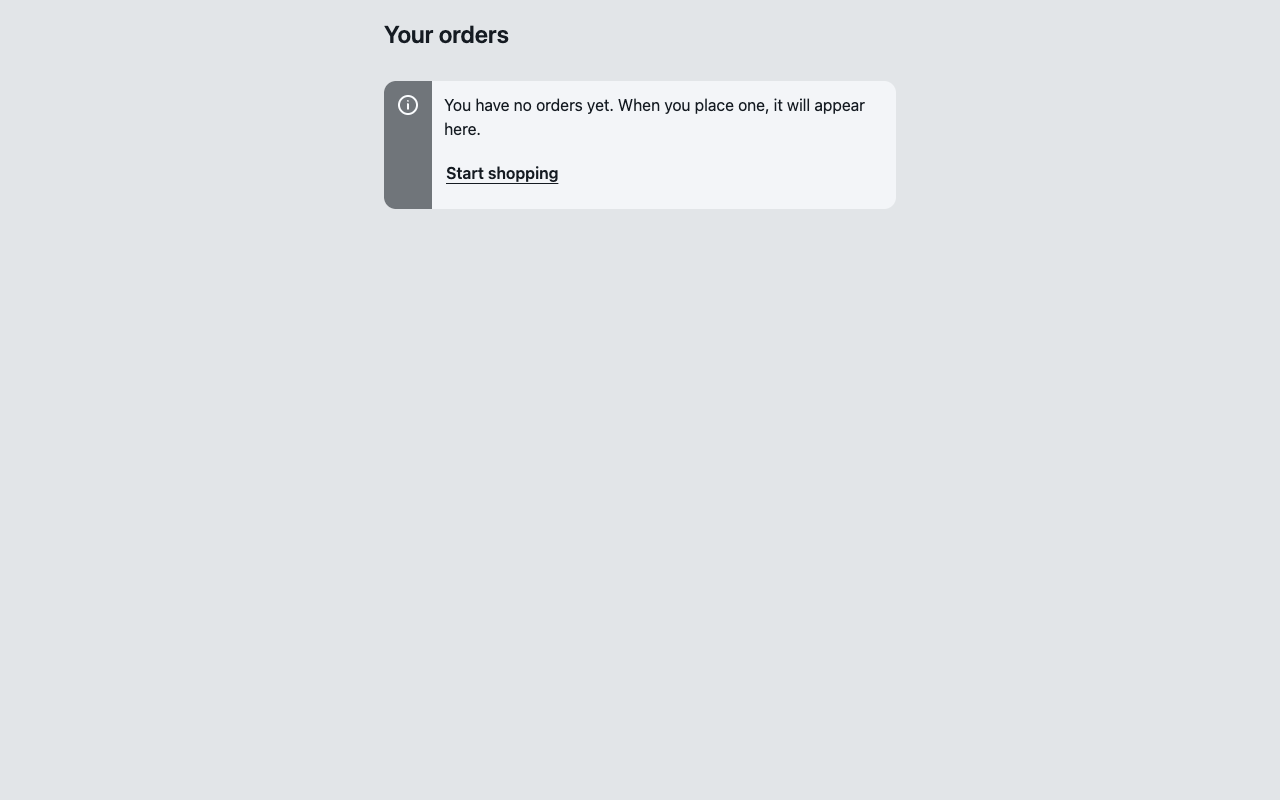 Your orders
You have no orders yet. When you place one, it will appear
here.
Start shopping